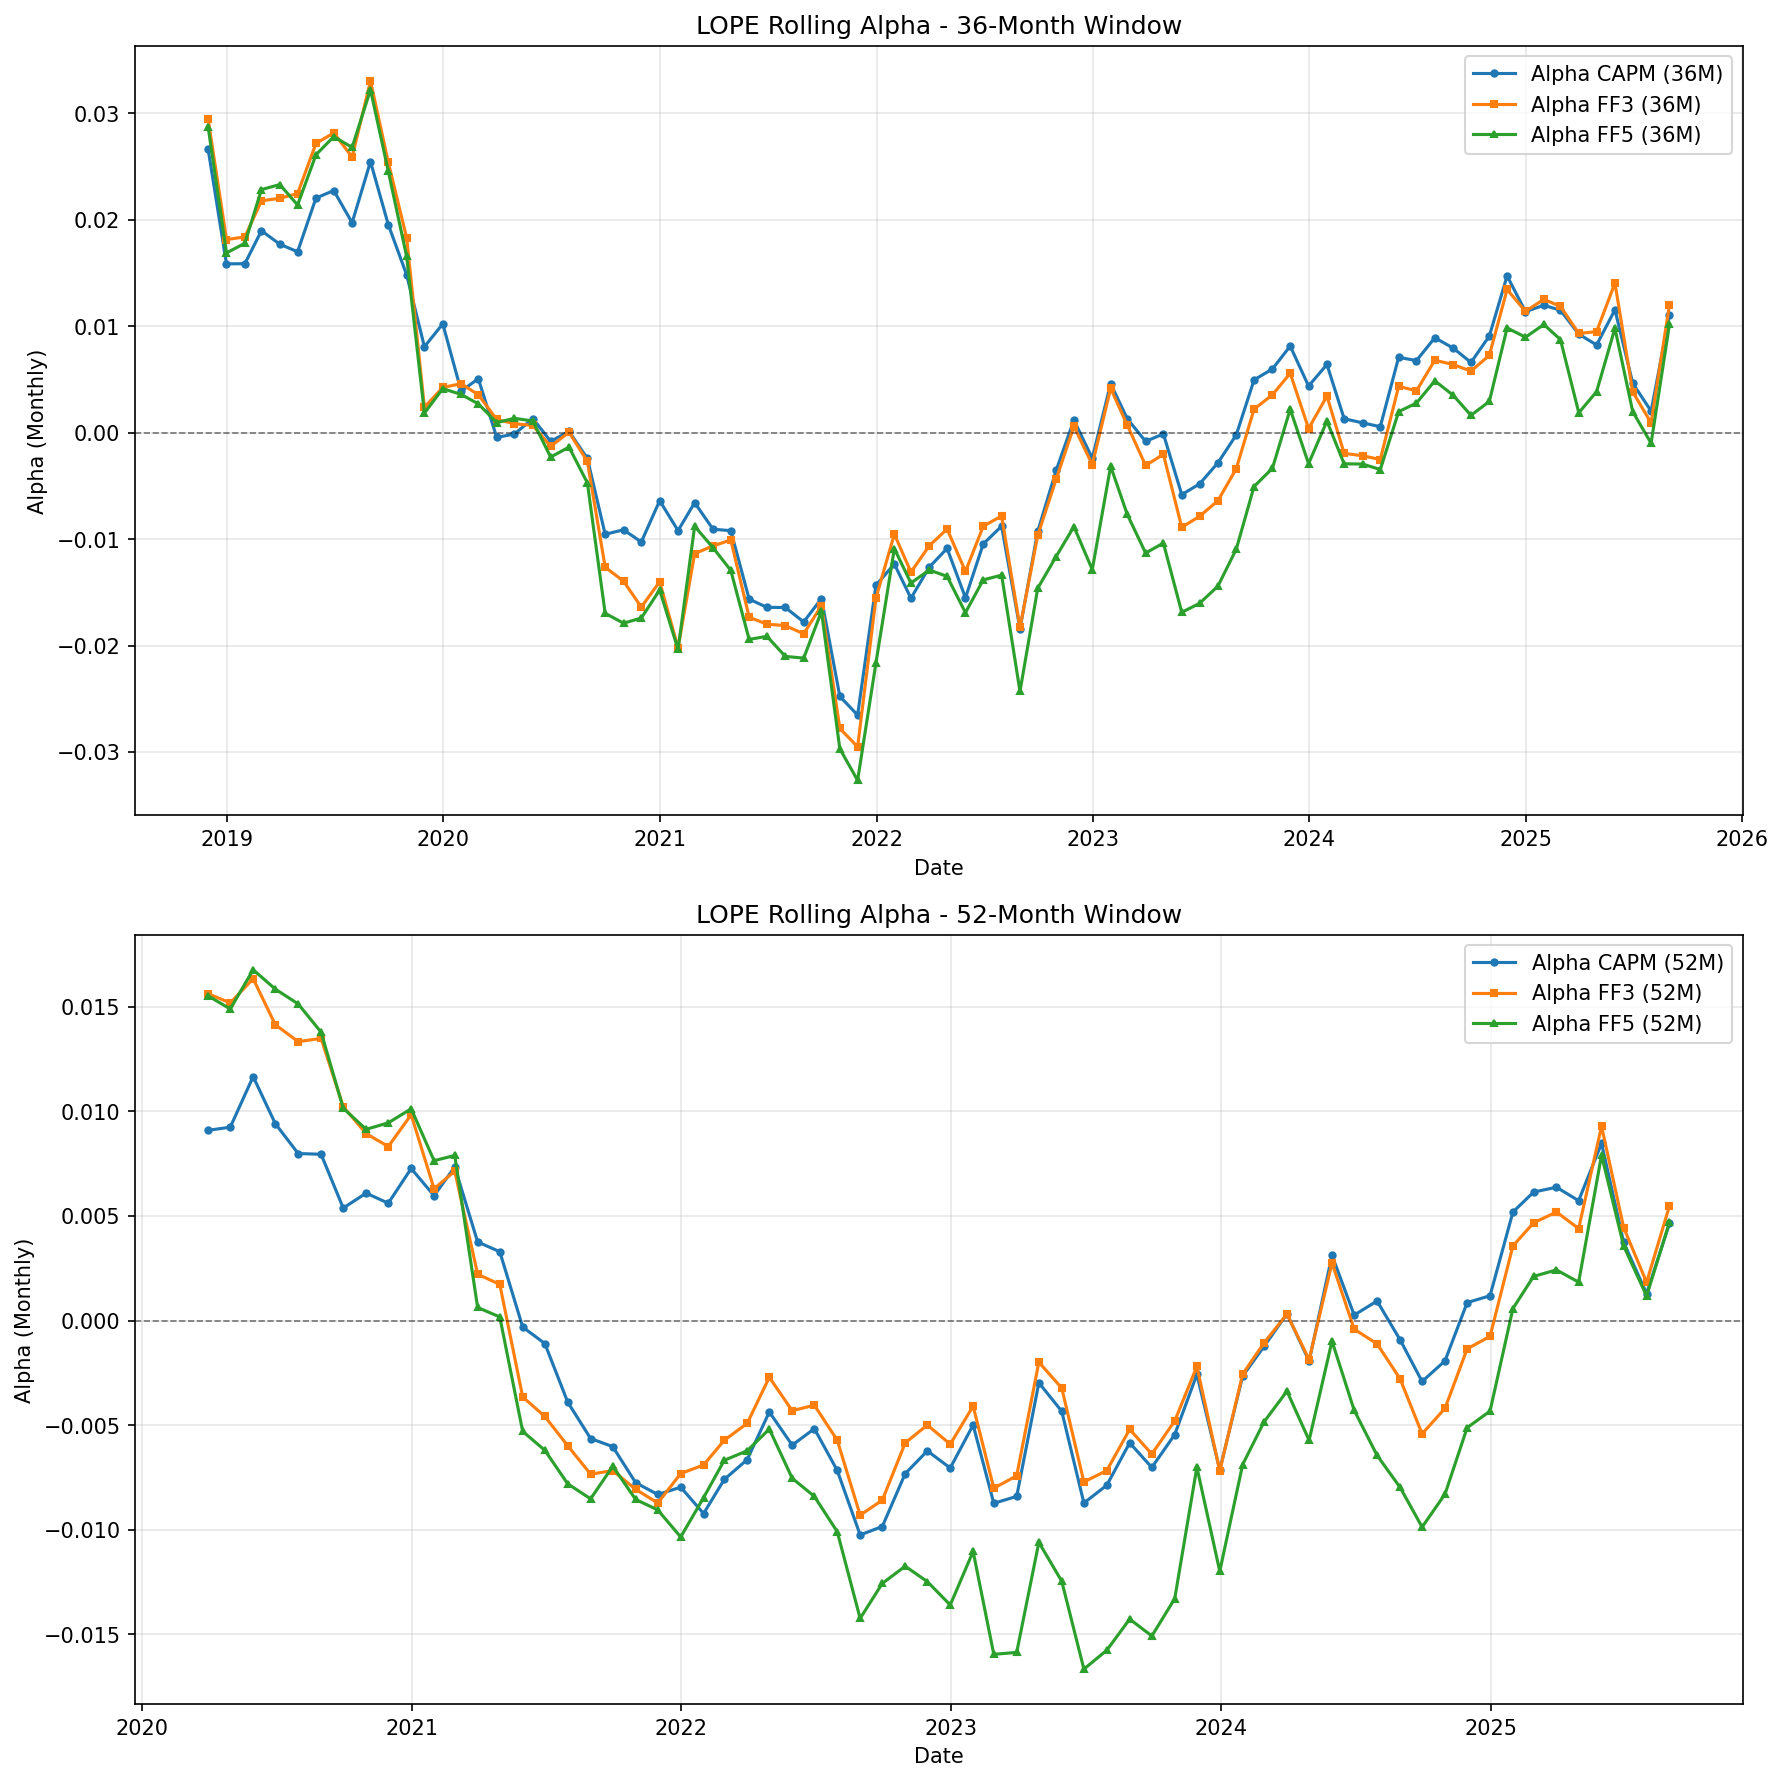 LOPE Rolling Alpha - 36-Month Window
Alpha CAPM (36M)
Alpha FF3 (36M)
Alpha FF5 (36M)
Alpha (Monthly)
0.03
0.02
0.01
0.00
−0.01
−0.02
−0.03
2019 2020 2021 2022 2023 2024 2025 2026
Date
LOPE Rolling Alpha - 52-Month Window
Alpha CAPM (52M)
Alpha FF3 (52M)
Alpha FF5 (52M)
Alpha (Monthly)
0.015
0.010
0.005
0.000
−0.005
−0.010
−0.015
2020 2021 2022 2023 2024 2025
Date